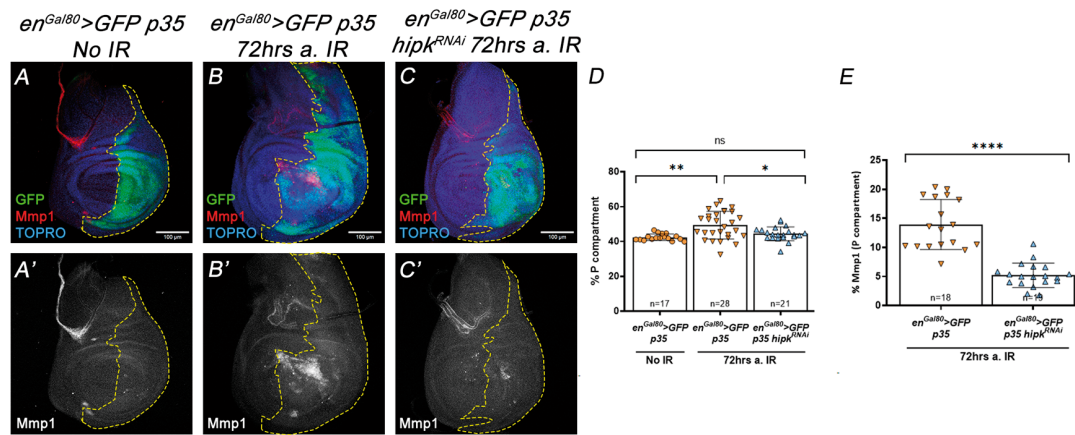 en^Gal80>GFP p35
No IR
en^Gal80>GFP p35
72hrs a. IR
en^Gal80>GFP p35
hipk^RNAi 72hrs a. IR
A
GFP
Mmp1
TOPRO
100 µm
B
GFP
Mmp1
TOPRO
100 µm
C
GFP
Mmp1
TOPRO
100 µm
A'
Mmp1
B'
Mmp1
C'
Mmp1
D
ns
**
*
% P compartment
80
60
40
20
0
n=17
n=28
n=21
en^Gal80>GFP
p35
en^Gal80>GFP
p35
en^Gal80>GFP
p35 hipk^RNAi
No IR
72hrs a. IR
E
****
% Mmp1 (P compartment)
25
20
15
10
5
0
n=18
en^Gal80>GFP
p35
en^Gal80>GFP
p35 hipk^RNAi
72hrs a. IR